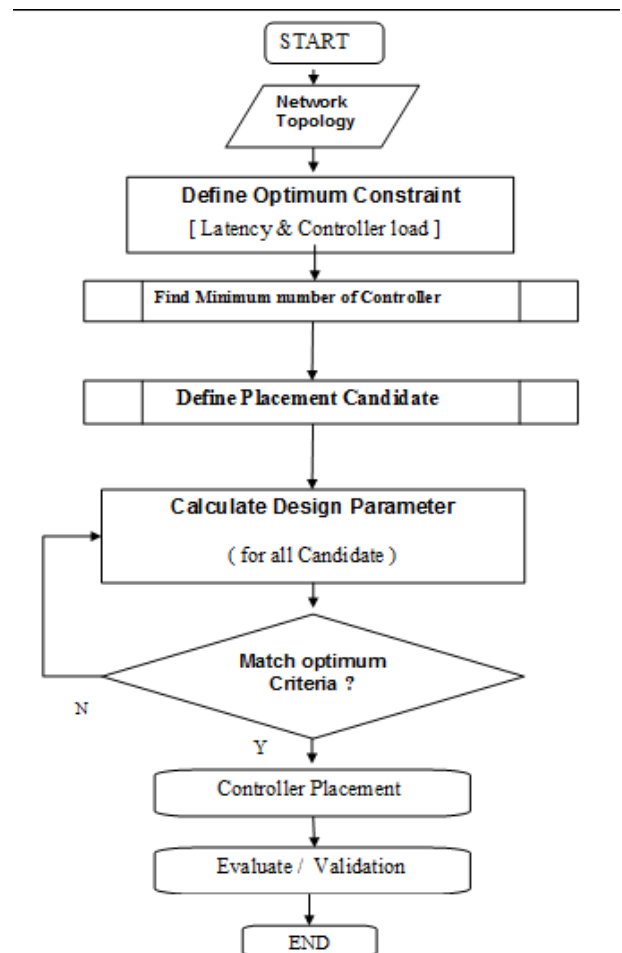 START
Network
Topology
Define Optimum Constraint
[ Latency & Controller load ]
Find Minimum number of Controller
Define Placement Candidate
Calculate Design Parameter
( for all Candidate )
Match optimum
Criteria ?
N
Y
Controller Placement
Evaluate / Validation
END